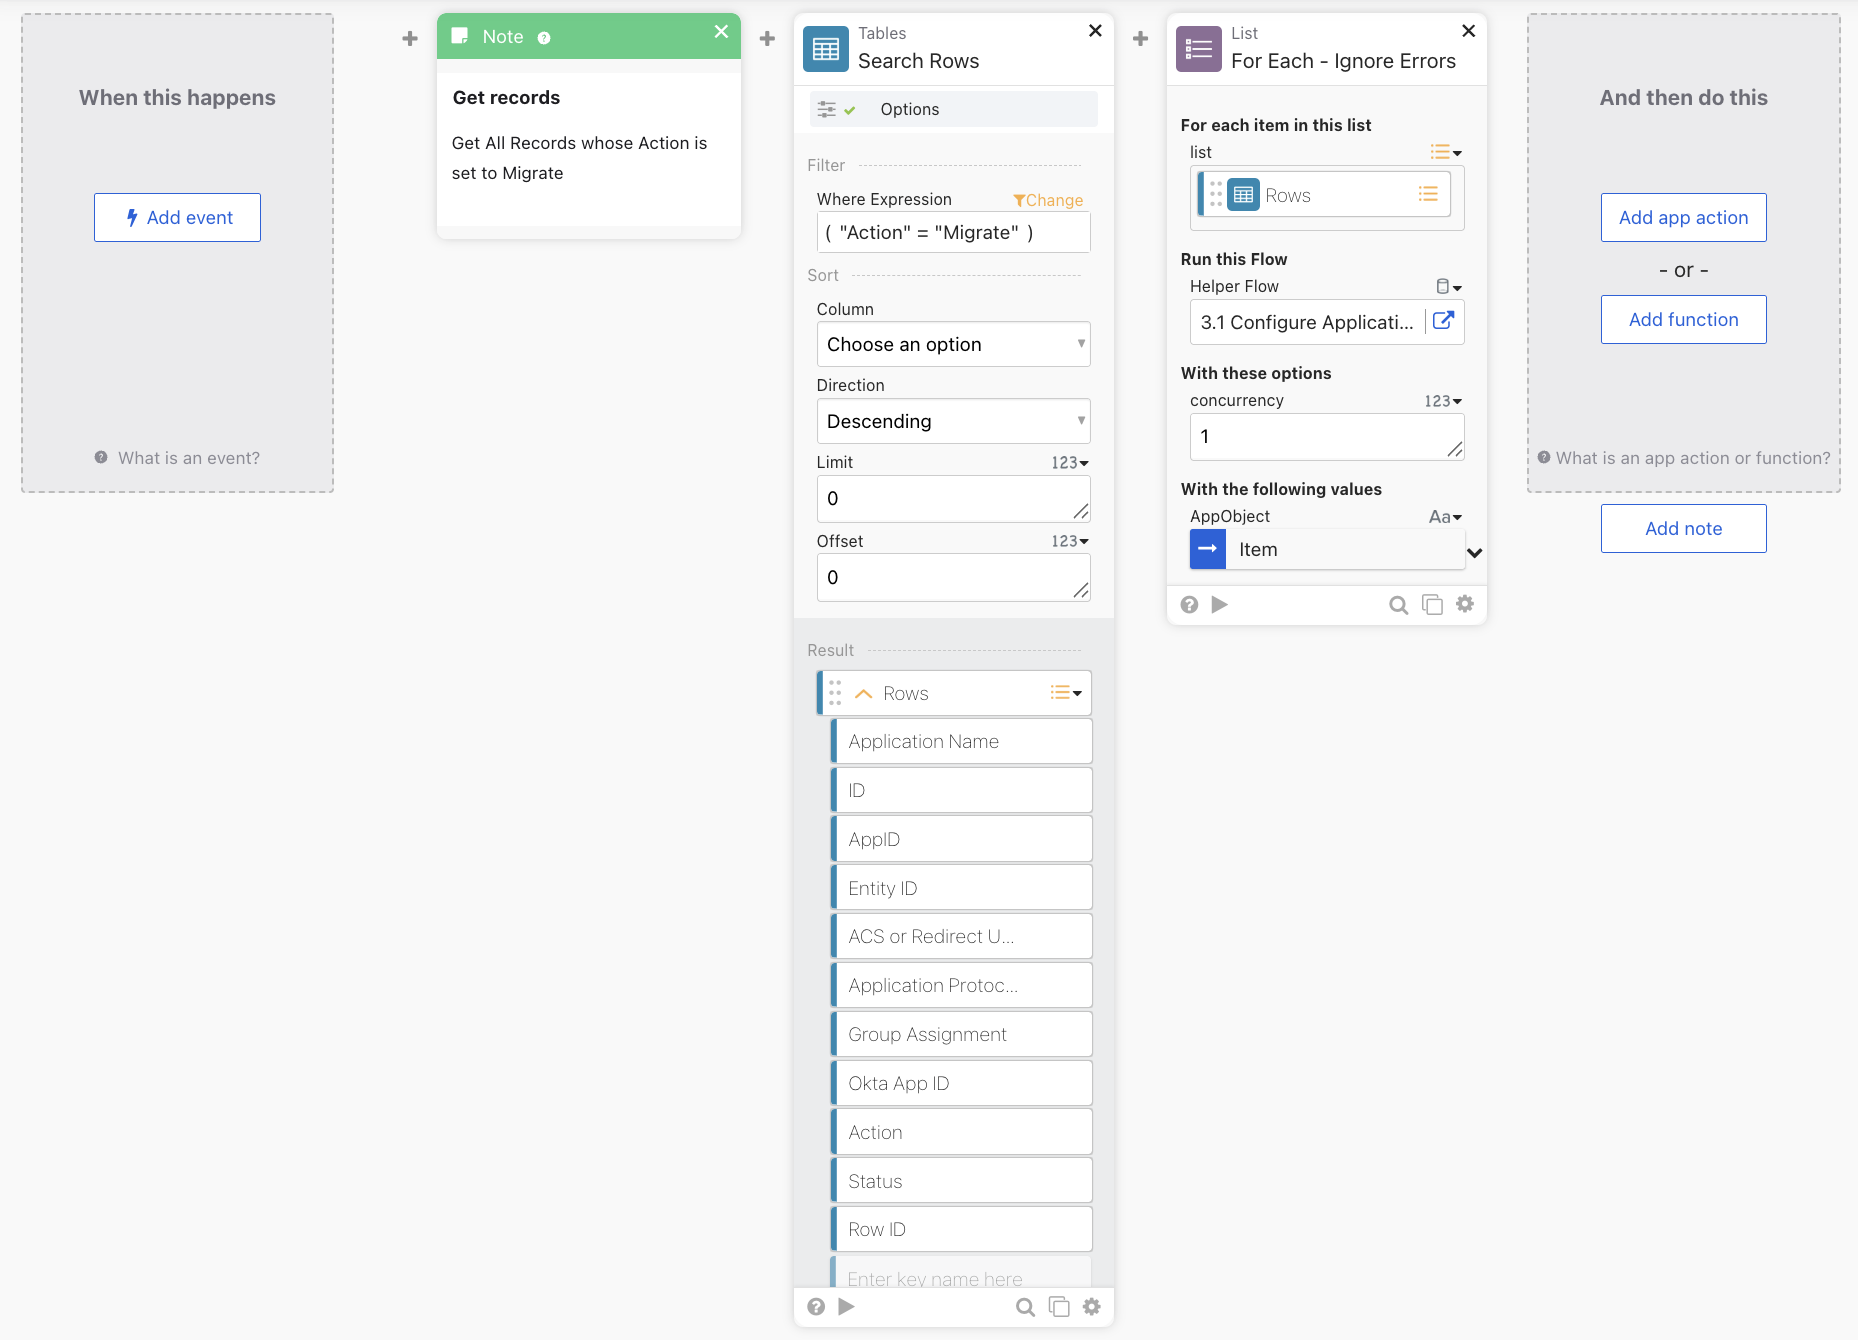 When this happens
Add event
What is an event?
Note
Get records
Get All Records whose Action is
set to Migrate
Tables
Search Rows
Options
Filter
Where Expression
Change
( "Action" = "Migrate" )
Sort
Column
Choose an option
Direction
Descending
Limit
123
0
Offset
123
0
Result
Rows
Application Name
ID
AppID
Entity ID
ACS or Redirect U...
Application Protoc...
Group Assignment
Okta App ID
Action
Status
Row ID
Enter key name here
List
For Each - Ignore Errors
For each item in this list
list
Rows
Run this Flow
Helper Flow
3.1 Configure Applicati...
With these options
concurrency
123
1
With the following values
AppObject
Aa
Item
And then do this
Add app action
- or -
Add function
What is an app action or function?
Add note